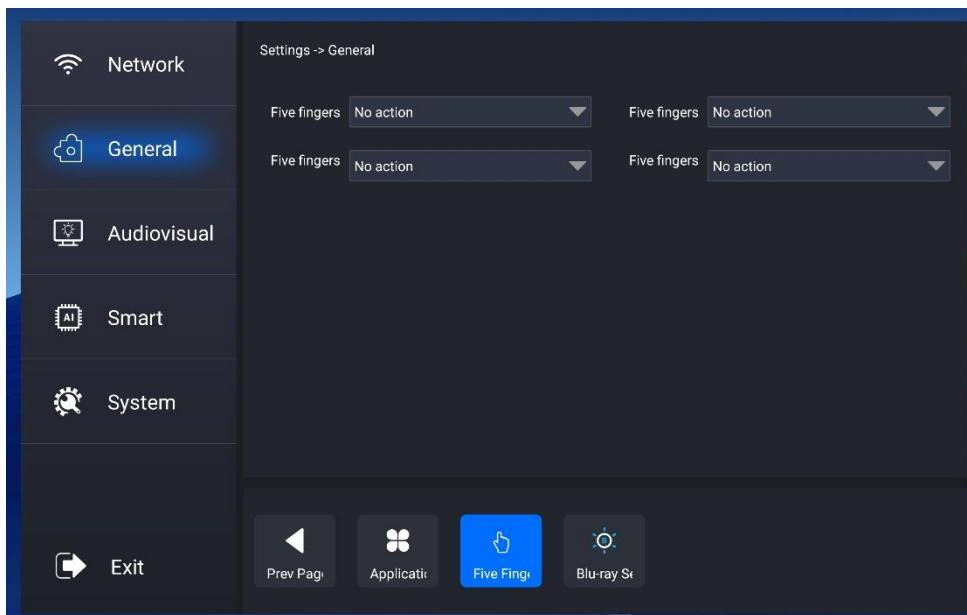 Network
General
Audiovisual
Smart
System
Exit
Settings -> General
Five fingers No action Five fingers No action
Five fingers No action Five fingers No action
Prev Pag
Applicati
Five Fing
Blu-ray S
AI